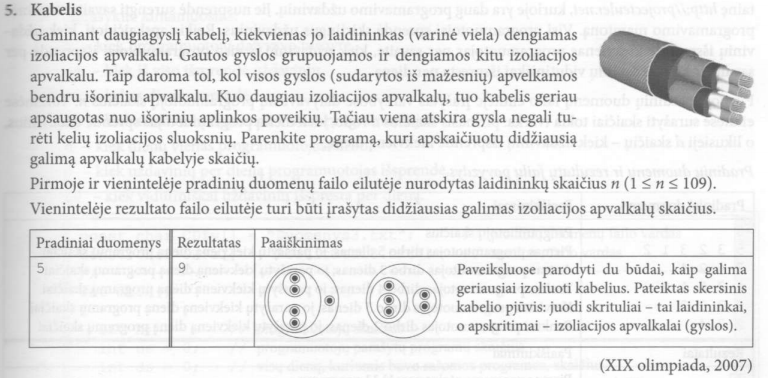 5. Kabelis
Gaminant daugiagyslį kabelį, kiekvienas jo laidininkas (varinė viela) dengiamas
izoliacijos apvalkalu. Gautos gyslos grupuojamos ir dengiamos kitu izoliacijos
apvalkalu. Taip daroma tol, kol visos gyslos (sudarytos iš mažesnių) apvelkamos
bendru išoriniu apvalkalu. Kuo daugiau izoliacijos apvalkalų, tuo kabelis geriau
apsaugotas nuo išorinių aplinkos poveikių. Tačiau viena atskira gysla negali tu-
rėti kelių izoliacijos sluoksnių. Parenkite programą, kuri apskaičiuotų didžiausią
galimą apvalkalų kabelyje skaičių.
Pirmoje ir vienintelėje pradinių duomenų failo eilutėje nurodytas laidininkų skaičius n (1 ≤ n ≤ 109).
Vienintelėje rezultato failo eilutėje turi būti įrašytas didžiausias galimas izoliacijos apvalkalų skaičius.
Pradiniai duomenys Rezultatas Paaiškinimas
5 9 Paveiksluose parodyti du būdai, kaip galima
geriausiai izoliuoti kabelius. Pateiktas skersinis
kabelio pjūvis: juodi skrituliai – tai laidininkai,
o apskritimai – izoliacijos apvalkalai (gyslos).
(XIX olimpiada, 2007)